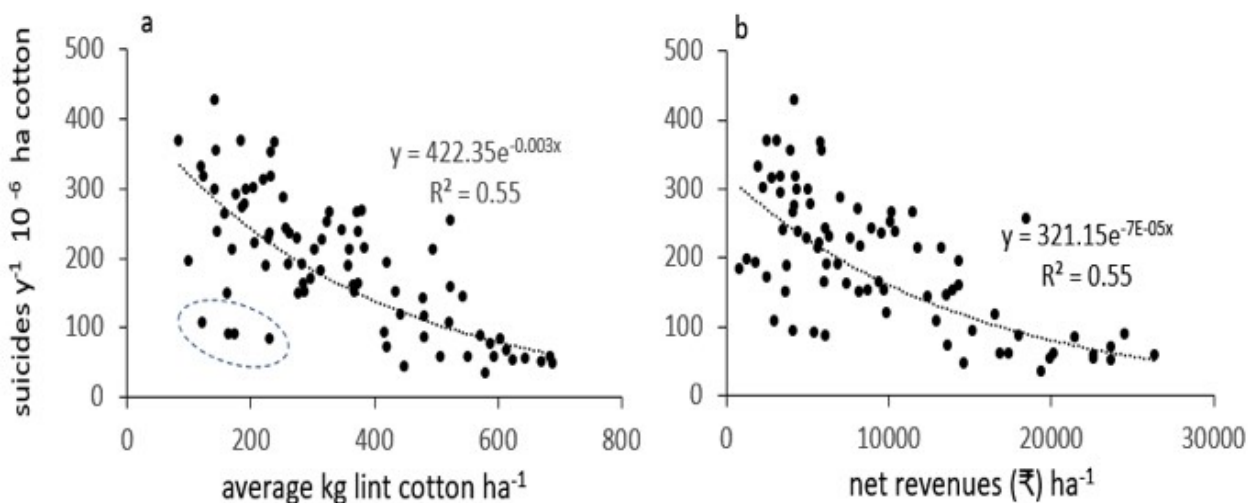 suicides y⁻¹ 10 ⁻⁶ ha cotton
a
500
400
300
200
100
0
y = 422.35e⁻⁰·⁰⁰³ˣ
R² = 0.55
0 200 400 600 800
average kg lint cotton ha⁻¹
b
500
400
300
200
100
0
y = 321.15e⁻⁷ᴱ⁻⁰⁵ˣ
R² = 0.55
0 10000 20000 30000
net revenues (₹) ha⁻¹